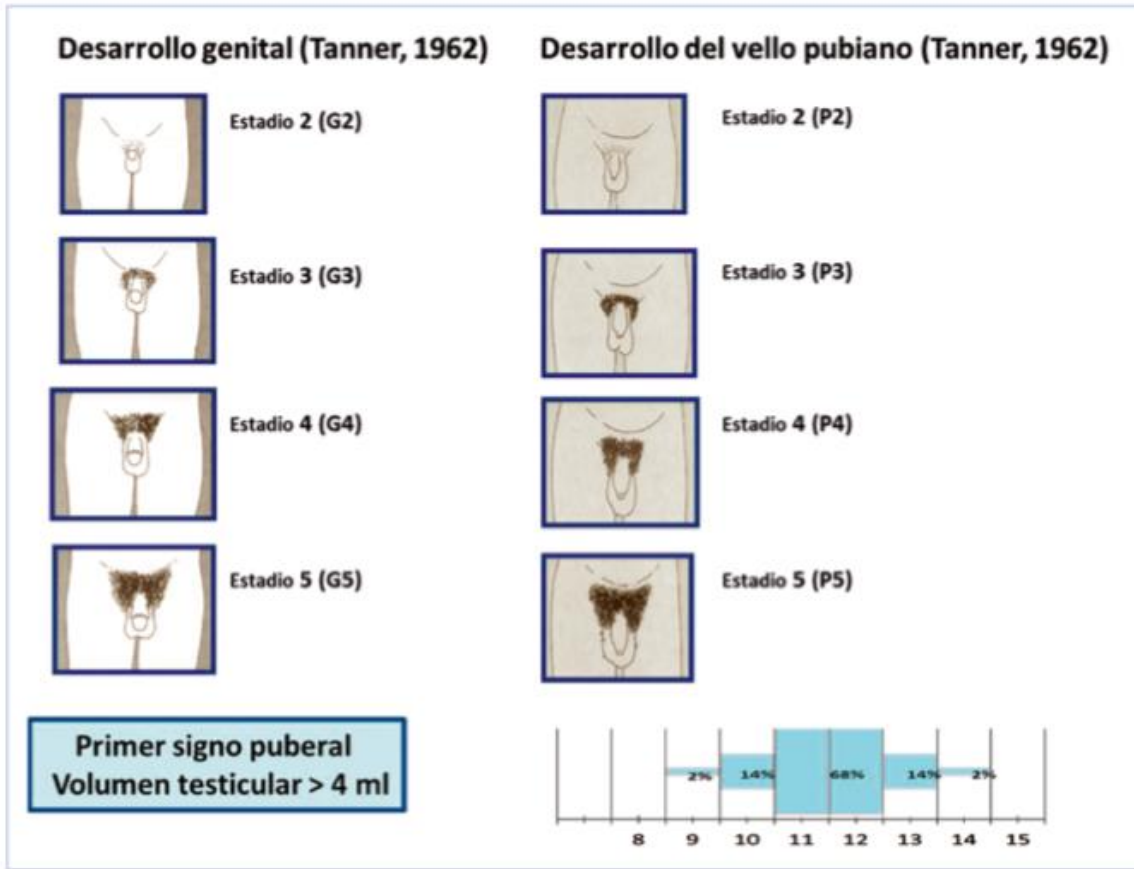 Desarrollo genital (Tanner, 1962)
Desarrollo del vello pubiano (Tanner, 1962)
Estadio 2 (G2)
Estadio 2 (P2)
Estadio 3 (G3)
Estadio 3 (P3)
Estadio 4 (G4)
Estadio 4 (P4)
Estadio 5 (G5)
Estadio 5 (P5)
Primer signo puberal
Volumen testicular > 4 ml
2% 14% 68% 14% 2%
8 9 10 11 12 13 14 15